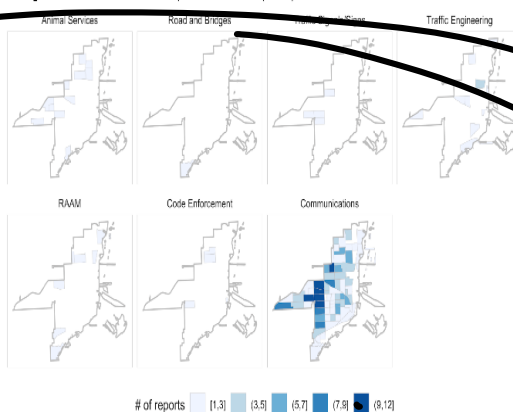 Animal Services
Road and Bridges
Traffic Engineering
RAAM
Code Enforcement
Communications
# of reports [1,3] (3,5] (5,7] (7,9] (9,12]